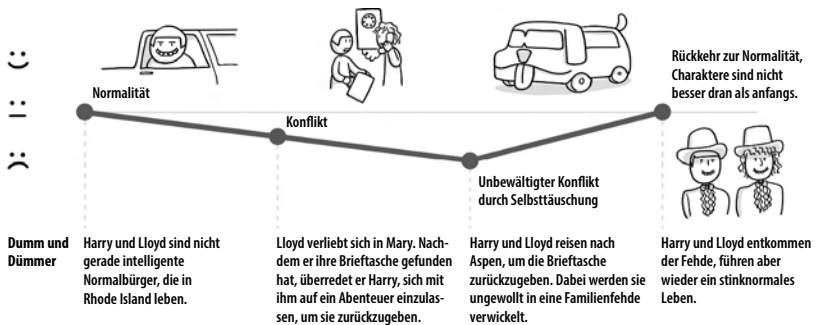 Rückkehr zur Normalität,
Charaktere sind nicht
besser dran als anfangs.
Normalität
Konflikt
Unbewältigter Konflikt
durch Selbsttäuschung
Dumm und
Dümmer
Harry und Lloyd sind nicht
gerade intelligente
Normalbürger, die in
Rhode Island leben.
Lloyd verliebt sich in Mary. Nach-
dem er ihre Brieftasche gefunden
hat, überredet er Harry, sich mit
ihm auf ein Abenteuer einzulas-
sen, um sie zurückzugeben.
Harry und Lloyd reisen nach
Aspen, um die Brieftasche
zurückzugeben. Dabei werden sie
ungewollt in eine Familienfehde
verwickelt.
Harry und Lloyd entkommen
der Fehde, führen aber
wieder ein stinknormales
Leben.